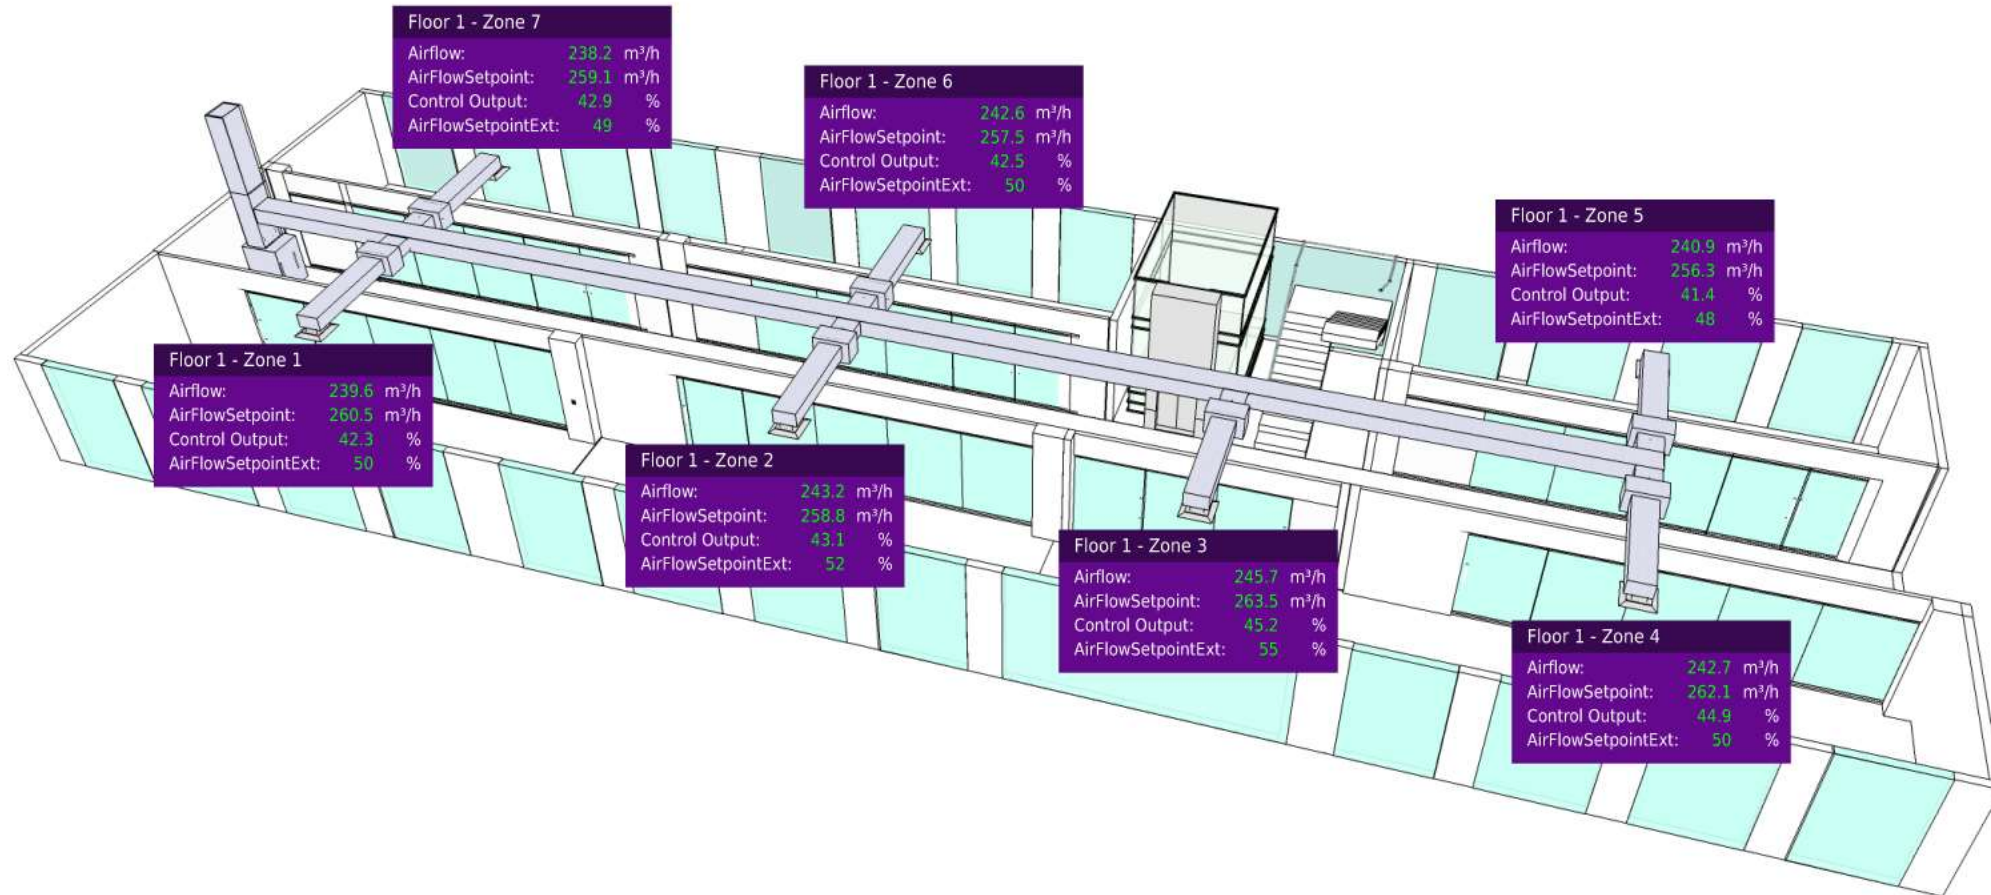 Floor 1 - Zone 7
Airflow: 238.2 m³/h
AirFlowSetpoint: 259.1 m³/h
Control Output: 42.9 %
AirFlowSetpointExt: 49 %
Floor 1 - Zone 6
Airflow: 242.6 m³/h
AirFlowSetpoint: 257.5 m³/h
Control Output: 42.5 %
AirFlowSetpointExt: 50 %
Floor 1 - Zone 5
Airflow: 240.9 m³/h
AirFlowSetpoint: 256.3 m³/h
Control Output: 41.4 %
AirFlowSetpointExt: 48 %
Floor 1 - Zone 1
Airflow: 239.6 m³/h
AirFlowSetpoint: 260.5 m³/h
Control Output: 42.3 %
AirFlowSetpointExt: 50 %
Floor 1 - Zone 2
Airflow: 243.2 m³/h
AirFlowSetpoint: 258.8 m³/h
Control Output: 43.1 %
AirFlowSetpointExt: 52 %
Floor 1 - Zone 3
Airflow: 245.7 m³/h
AirFlowSetpoint: 263.5 m³/h
Control Output: 45.2 %
AirFlowSetpointExt: 55 %
Floor 1 - Zone 4
Airflow: 242.7 m³/h
AirFlowSetpoint: 262.1 m³/h
Control Output: 44.9 %
AirFlowSetpointExt: 50 %